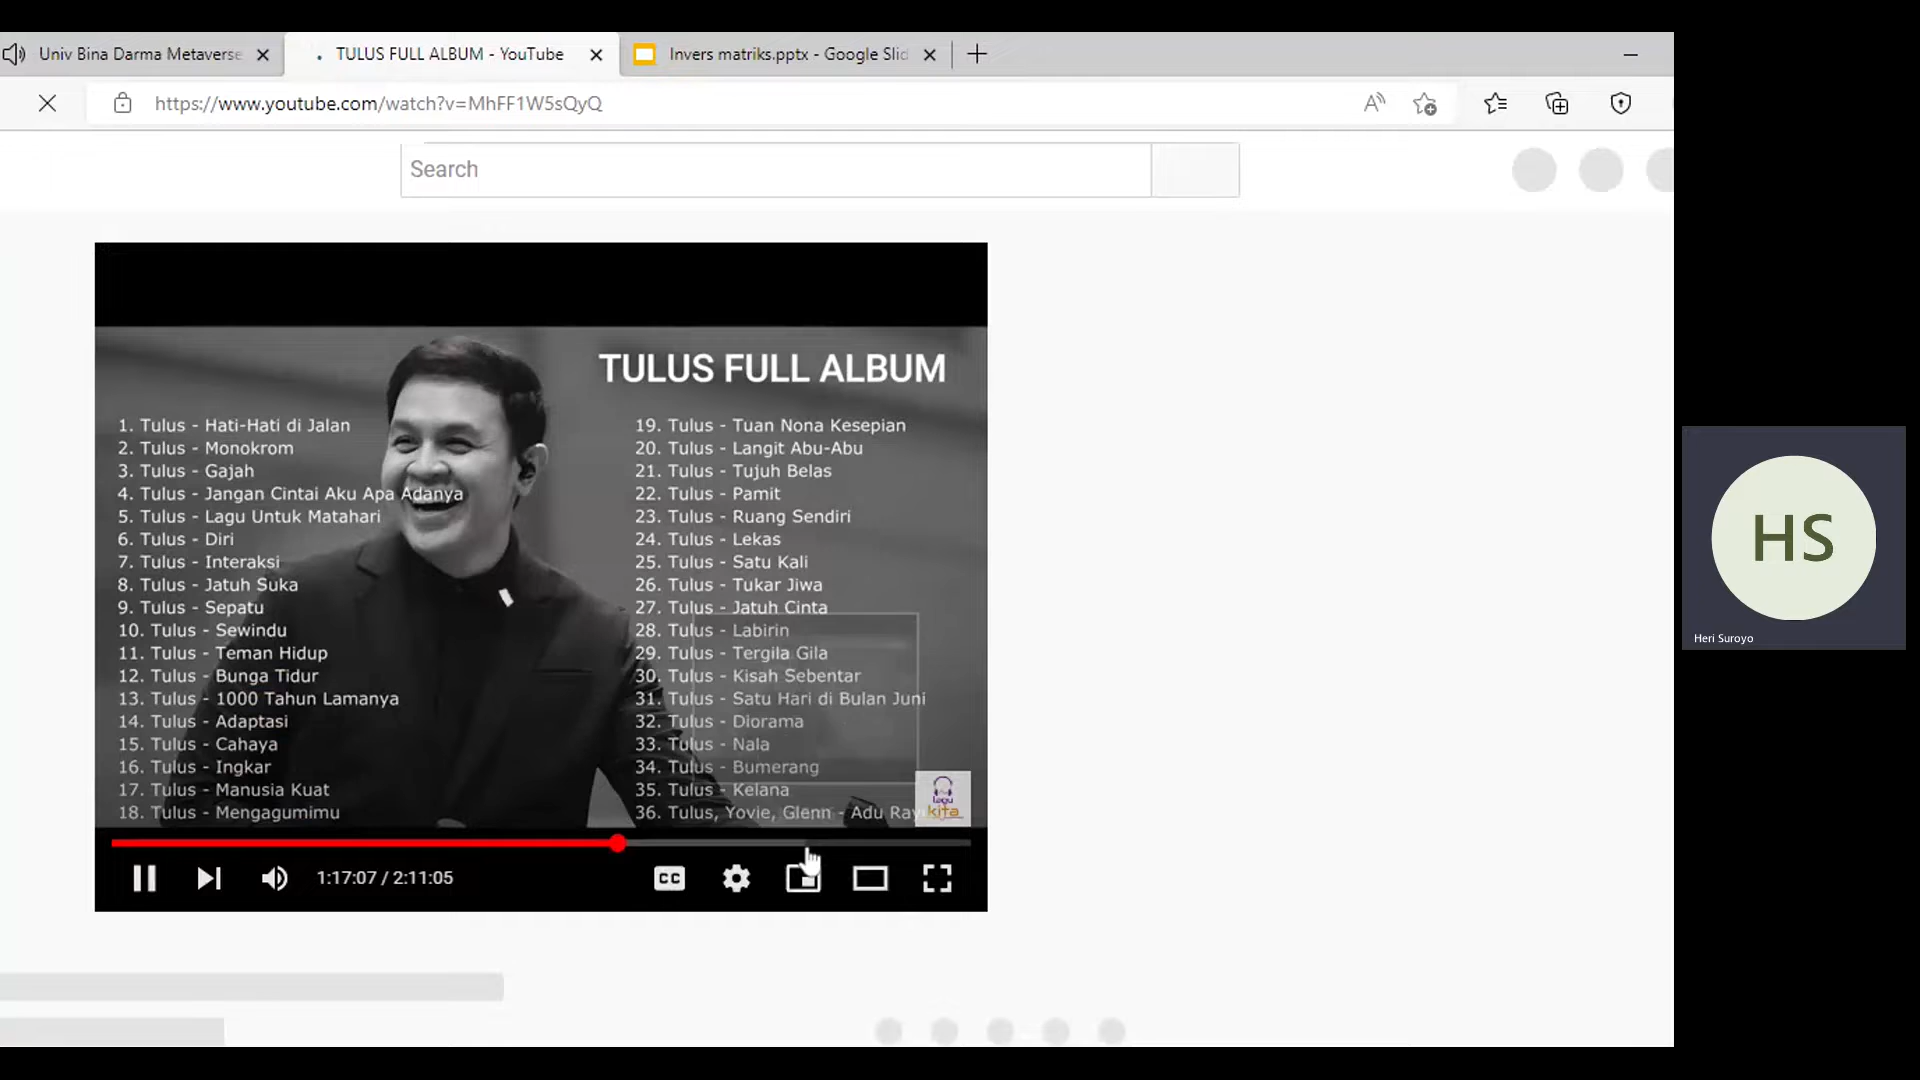 Univ Bina Darma Metaverse
TULUS FULL ALBUM - YouTube
Invers matriks.pptx - Google Slid
https://www.youtube.com/watch?v=MhFF1W5sQyQ
Search
TULUS FULL ALBUM
1. Tulus - Hati-Hati di Jalan
2. Tulus - Monokrom
3. Tulus - Gajah
4. Tulus - Jangan Cintai Aku Apa Adanya
5. Tulus - Lagu Untuk Matahari
6. Tulus - Diri
7. Tulus - Interaksi
8. Tulus - Jatuh Suka
9. Tulus - Sepatu
10. Tulus - Sewindu
11. Tulus - Teman Hidup
12. Tulus - Bunga Tidur
13. Tulus - 1000 Tahun Lamanya
14. Tulus - Adaptasi
15. Tulus - Cahaya
16. Tulus - Ingkar
17. Tulus - Manusia Kuat
18. Tulus - Mengagumimu
19. Tulus - Tuan Nona Kesepian
20. Tulus - Langit Abu-Abu
21. Tulus - Tujuh Belas
22. Tulus - Pamit
23. Tulus - Ruang Sendiri
24. Tulus - Lekas
25. Tulus - Satu Kali
26. Tulus - Tukar Jiwa
27. Tulus - Jatuh Cinta
28. Tulus - Labirin
29. Tulus - Tergila Gila
30. Tulus - Kisah Sebentar
31. Tulus - Satu Hari di Bulan Juni
32. Tulus - Diorama
33. Tulus - Nala
34. Tulus - Bumerang
35. Tulus - Kelana
36. Tulus, Yovie, Glenn - Adu Ray
lagu
kita
1:17:07 / 2:11:05
CC
HS
Heri Suroyo